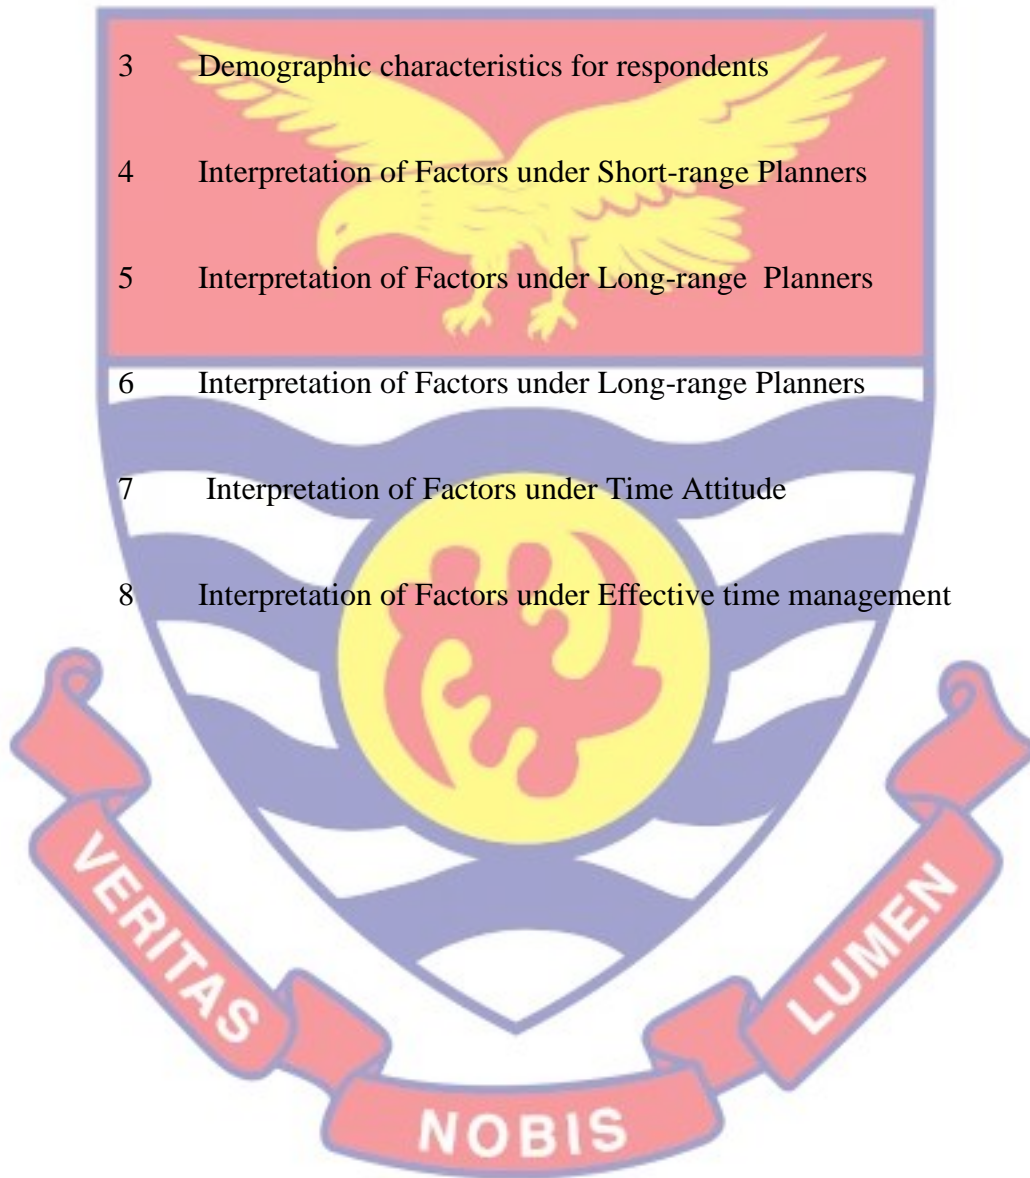 3 Demographic characteristics for respondents
4 Interpretation of Factors under Short-range Planners
5 Interpretation of Factors under Long-range  Planners
6 Interpretation of Factors under Long-range Planners
7 Interpretation of Factors under Time Attitude
8 Interpretation of Factors under Effective time management
VERITAS
NOBIS
LUMEN